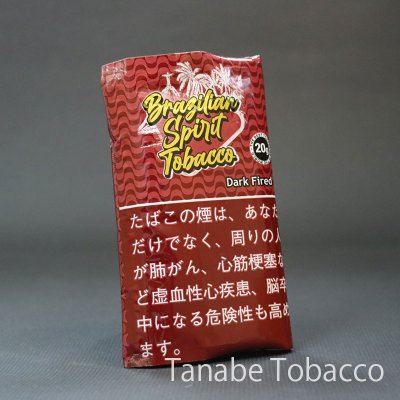 Brazilian
Spirit
Tobacco
20g
Dark Fired
たばこの煙は、あなた
だけでなく、周りの人
が肺がん、心筋梗塞な
ど虚血性心疾患、脳卒
中になる危険性も高め
ます。
Tanabe Tobacco